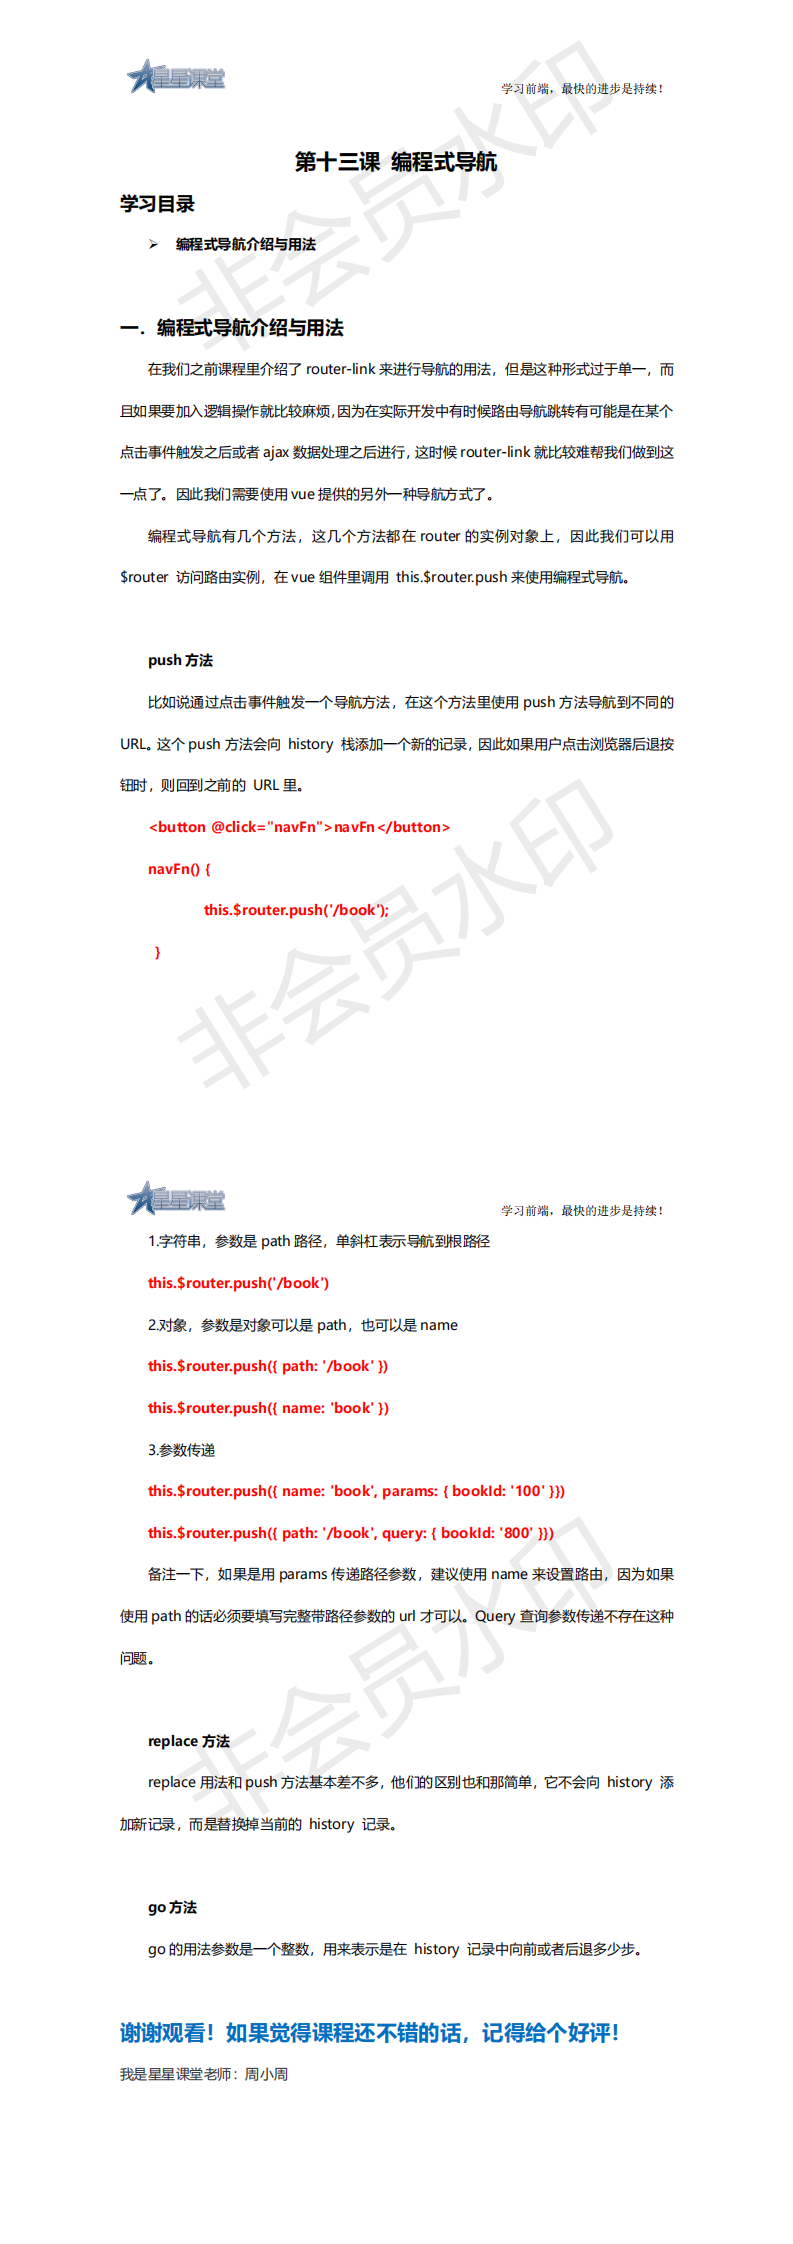 星星课堂
学习前端，最快的进步是持续！
第十三课 编程式导航
学习目录
➢ 编程式导航介绍与用法
一．编程式导航介绍与用法
在我们之前课程里介绍了 router-link 来进行导航的用法，但是这种形式过于单一，而
且如果要加入逻辑操作就比较麻烦，因为在实际开发中有时候路由导航跳转有可能是在某个
点击事件触发之后或者 ajax 数据处理之后进行，这时候 router-link 就比较难帮我们做到这
一点了。因此我们需要使用 vue 提供的另外一种导航方式了。
编程式导航有几个方法，这几个方法都在 router 的实例对象上，因此我们可以用
$router 访问路由实例，在 vue 组件里调用 this.$router.push 来使用编程式导航。
push 方法
比如说通过点击事件触发一个导航方法，在这个方法里使用 push 方法导航到不同的
URL。这个 push 方法会向 history 栈添加一个新的记录，因此如果用户点击浏览器后退按
钮时，则回到之前的 URL 里。
<button @click="navFn">navFn</button>
navFn() {
this.$router.push('/book');
}
非会员水印
非会员水印
星星课堂
学习前端，最快的进步是持续！
1.字符串，参数是 path 路径，单斜杠表示导航到根路径
this.$router.push('/book')
2.对象，参数是对象可以是 path，也可以是 name
this.$router.push({ path: '/book' })
this.$router.push({ name: 'book' })
3.参数传递
this.$router.push({ name: 'book', params: { bookId: '100' }})
this.$router.push({ path: '/book', query: { bookId: '800' }})
备注一下，如果是用 params 传递路径参数，建议使用 name 来设置路由，因为如果
使用 path 的话必须要填写完整带路径参数的 url 才可以。Query 查询参数传递不存在这种
问题。
replace 方法
replace 用法和 push 方法基本差不多，他们的区别也和那简单，它不会向 history 添
加新记录，而是替换掉当前的 history 记录。
go 方法
go 的用法参数是一个整数，用来表示是在 history 记录中向前或者后退多少步。
谢谢观看！如果觉得课程还不错的话，记得给个好评！
我是星星课堂老师：周小周
非会员水印